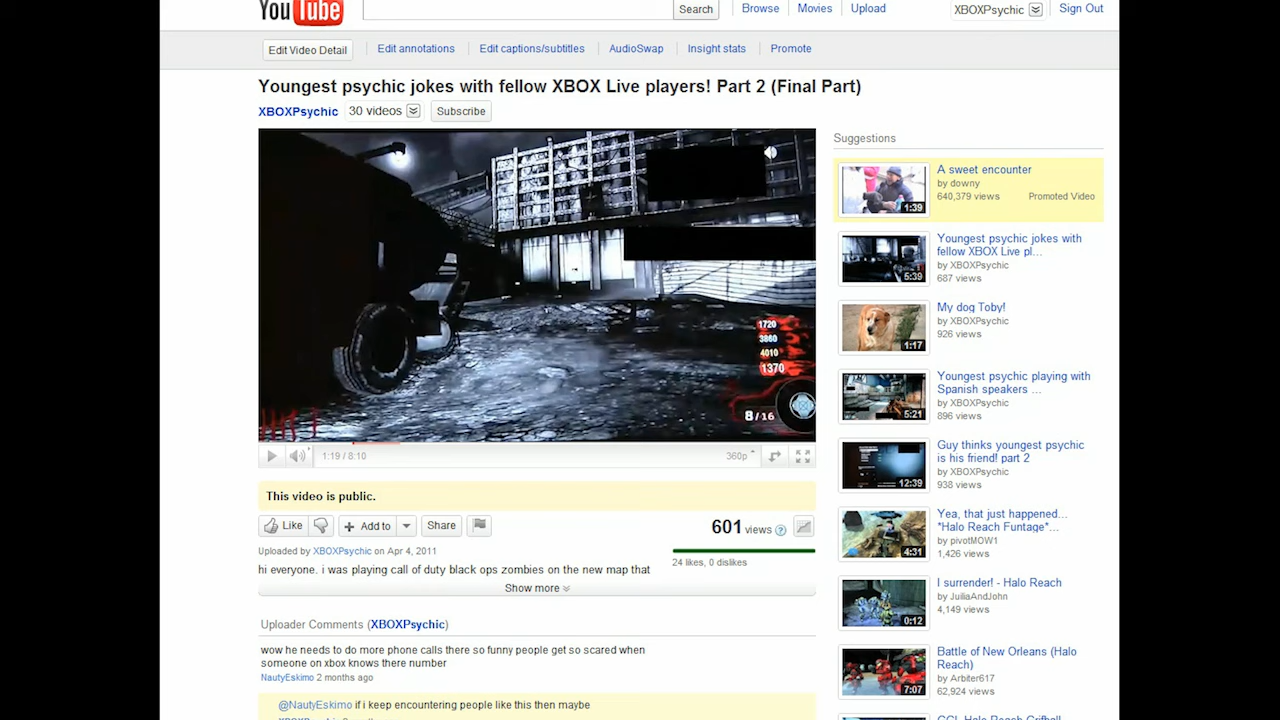 YouTube
Search
Browse
Movies
Upload
XBOXPsychic
Sign Out
Edit Video Detail
Edit annotations
Edit captions/subtitles
AudioSwap
Insight stats
Promote
Youngest psychic jokes with fellow XBOX Live players! Part 2 (Final Part)
XBOXPsychic
30 videos
Subscribe
1720
3860
4010
1370
8/16
1:19 / 8:10
360p
This video is public.
Like
Add to
Share
601 views
Uploaded by XBOXPsychic on Apr 4, 2011
24 likes, 0 dislikes
hi everyone. i was playing call of duty black ops zombies on the new map that
Show more
Uploader Comments (XBOXPsychic)
wow he needs to do more phone calls there so funny people get so scared when
someone on xbox knows there number
NautyEskimo 2 months ago
@NautyEskimo if i keep encountering people like this then maybe
Suggestions
1:39
A sweet encounter
by downy
640,379 views
Promoted Video
5:39
Youngest psychic jokes with
fellow XBOX Live pl...
by XBOXPsychic
687 views
1:17
My dog Toby!
by XBOXPsychic
926 views
5:21
Youngest psychic playing with
Spanish speakers ...
by XBOXPsychic
896 views
12:39
Guy thinks youngest psychic
is his friend! part 2
by XBOXPsychic
938 views
4:31
Yea, that just happened...
*Halo Reach Funtage*...
by pivotMOW1
1,426 views
0:12
I surrender! - Halo Reach
by JuiliaAndJohn
4,149 views
7:07
Battle of New Orleans (Halo
Reach)
by Arbiter617
62,924 views